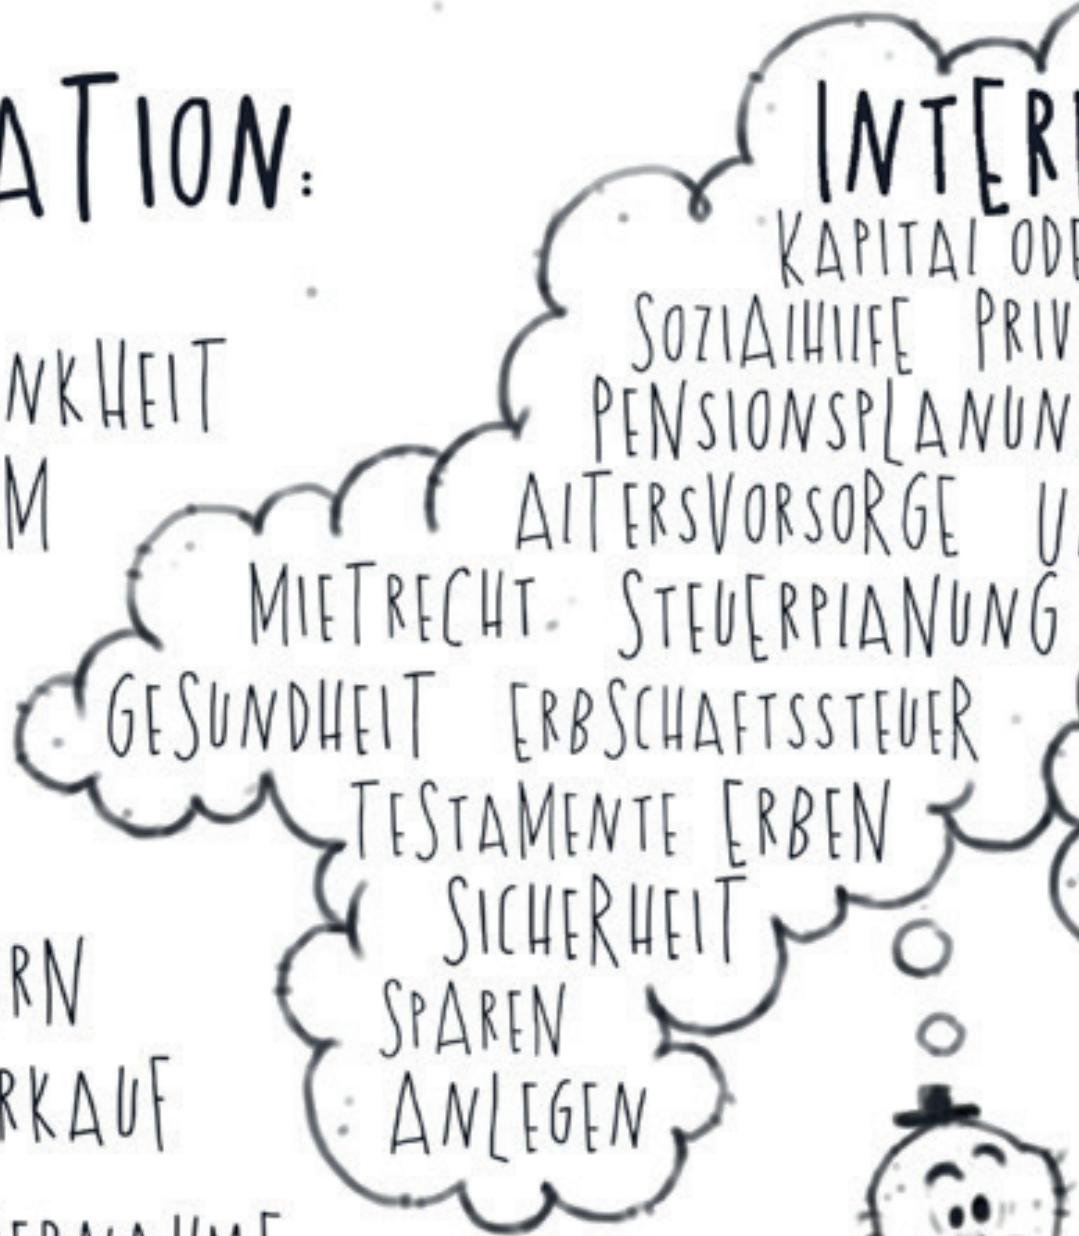 ATION:
NKHEIT
M
RN
RKAUF
INTER
KAPITAL ODE
SOZIALHILFE PRIV
PENSIONSPLANUN
ALTERSVORSORGE U
MIETRECHT STEUERPLANUNG
GESUNDHEIT ERBSCHAFTSSTEUER
TESTAMENTE ERBEN
SICHERHEIT
SPAREN
ANLEGEN